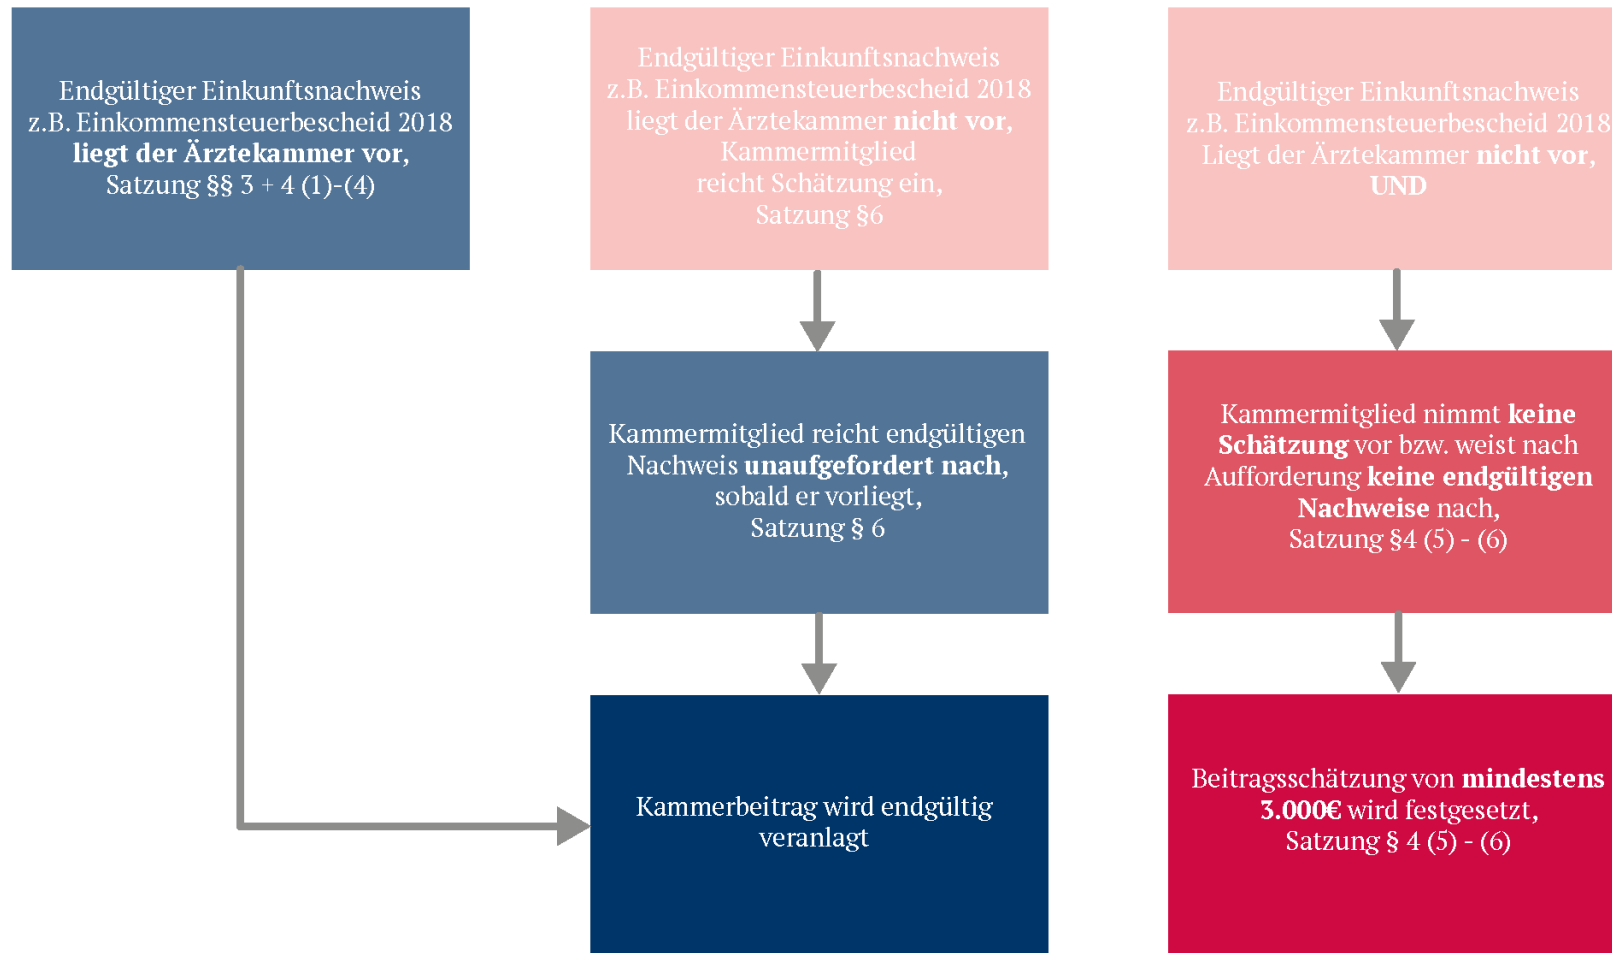 Endgültiger Einkunftsnachweis
z.B. Einkommensteuerbescheid 2018
liegt der Ärztekammer vor,
Satzung §§ 3 + 4 (1)-(4)
Endgültiger Einkunftsnachweis
z.B. Einkommensteuerbescheid 2018
liegt der Ärztekammer nicht vor,
Kammermitglied
reicht Schätzung ein,
Satzung §6
Endgültiger Einkunftsnachweis
z.B. Einkommensteuerbescheid 2018
Liegt der Ärztekammer nicht vor,
UND
Kammermitglied reicht endgültigen
Nachweis unaufgefordert nach,
sobald er vorliegt,
Satzung § 6
Kammermitglied nimmt keine
Schätzung vor bzw. weist nach
Aufforderung keine endgültigen
Nachweise nach,
Satzung §4 (5) - (6)
Kammerbeitrag wird endgültig
veranlagt
Beitragsschätzung von mindestens
3.000€ wird festgesetzt,
Satzung § 4 (5) - (6)